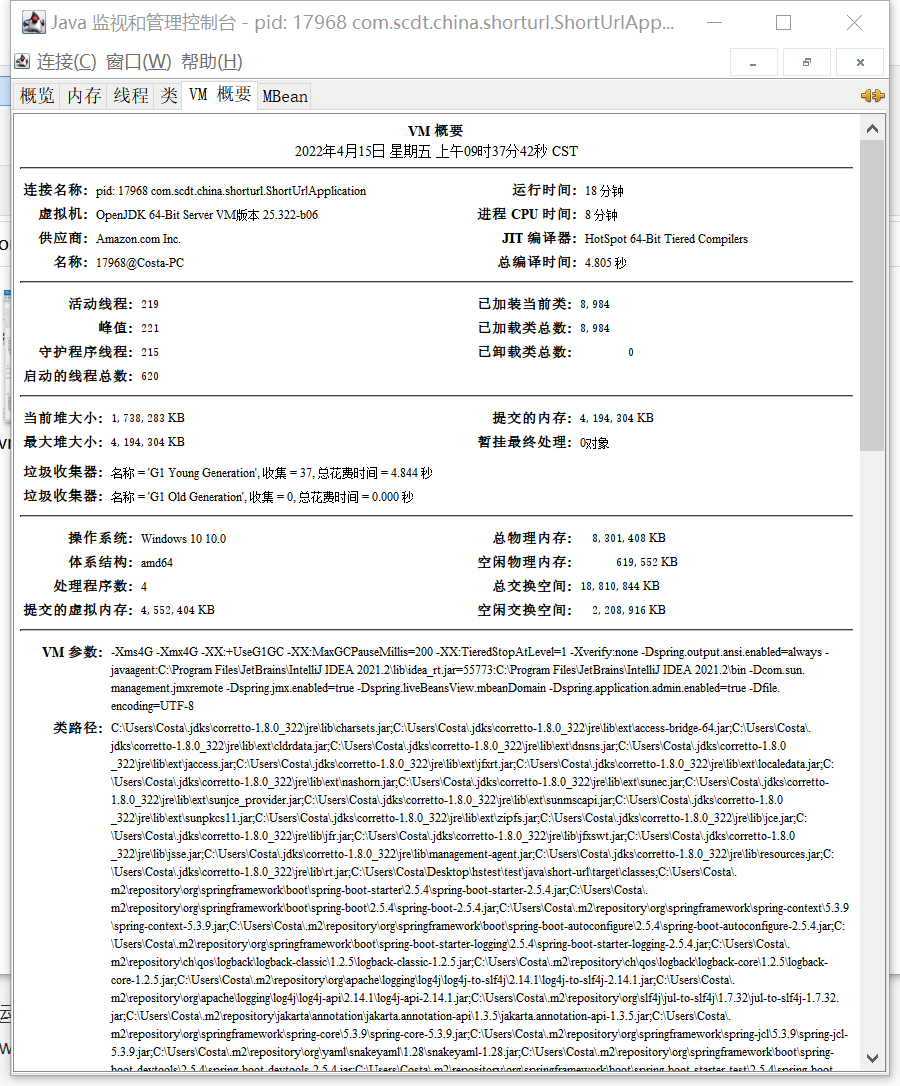 Java 监视和管理控制台 - pid: 17968 com.scdt.china.shorturl.ShortUrlApp...
连接(C) 窗口(W) 帮助(H)
概览 内存 线程 类 VM 概要 MBean
VM 概要
2022年4月15日 星期五 上午09时37分42秒 CST
连接名称: pid: 17968 com.scdt.china.shorturl.ShortUrlApplication 运行时间: 18 分钟
虚拟机: OpenJDK 64-Bit Server VM版本 25.322-b06 进程 CPU 时间: 8 分钟
供应商: Amazon.com Inc. JIT 编译器: HotSpot 64-Bit Tiered Compilers
名称: 17968@Costa-PC 总编译时间: 4.805 秒
活动线程: 219 已加装当前类: 8,984
峰值: 221 已加载类总数: 8,984
守护程序线程: 215 已卸载类总数: 0
启动的线程总数: 620
当前堆大小: 1,738,283 KB 提交的内存: 4,194,304 KB
最大堆大小: 4,194,304 KB 暂挂最终处理: 0对象
垃圾收集器: 名称 = 'G1 Young Generation', 收集 = 37, 总花费时间 = 4.844 秒
垃圾收集器: 名称 = 'G1 Old Generation', 收集 = 0, 总花费时间 = 0.000 秒
操作系统: Windows 10 10.0 总物理内存: 8,301,408 KB
体系结构: amd64 空闲物理内存: 619,552 KB
处理程序数: 4 总交换空间: 18,810,844 KB
提交的虚拟内存: 4,552,404 KB 空闲交换空间: 2,208,916 KB
VM 参数: -Xms4G -Xmx4G -XX:+UseG1GC -XX:MaxGCPauseMillis=200 -XX:TieredStopAtLevel=1 -Xverify:none -Dspring.output.ansi.enabled=always -
javaagent:C:\Program Files\JetBrains\IntelliJ IDEA 2021.2\lib\idea_rt.jar=55773:C:\Program Files\JetBrains\IntelliJ IDEA 2021.2\bin -Dcom.sun.
management.jmxremote -Dspring.jmx.enabled=true -Dspring.liveBeansView.mbeanDomain -Dspring.application.admin.enabled=true -Dfile.
encoding=UTF-8
类路径: C:\Users\Costa\.jdks\corretto-1.8.0_322\jre\lib\charsets.jar;C:\Users\Costa\.jdks\corretto-1.8.0_322\jre\lib\ext\access-bridge-64.jar;C:\Users\Costa\.
jdks\corretto-1.8.0_322\jre\lib\ext\cldrdata.jar;C:\Users\Costa\.jdks\corretto-1.8.0_322\jre\lib\ext\dnsns.jar;C:\Users\Costa\.jdks\corretto-1.8.0
_322\jre\lib\ext\jaccess.jar;C:\Users\Costa\.jdks\corretto-1.8.0_322\jre\lib\ext\jfxrt.jar;C:\Users\Costa\.jdks\corretto-1.8.0_322\jre\lib\ext\localedata.jar;C:
\Users\Costa\.jdks\corretto-1.8.0_322\jre\lib\ext\nashorn.jar;C:\Users\Costa\.jdks\corretto-1.8.0_322\jre\lib\ext\sunec.jar;C:\Users\Costa\.jdks\corretto-
1.8.0_322\jre\lib\ext\sunjce_provider.jar;C:\Users\Costa\.jdks\corretto-1.8.0_322\jre\lib\ext\sunmscapi.jar;C:\Users\Costa\.jdks\corretto-1.8.0
_322\jre\lib\ext\sunpkcs11.jar;C:\Users\Costa\.jdks\corretto-1.8.0_322\jre\lib\ext\zipfs.jar;C:\Users\Costa\.jdks\corretto-1.8.0_322\jre\lib\jce.jar;C:
\Users\Costa\.jdks\corretto-1.8.0_322\jre\lib\jfr.jar;C:\Users\Costa\.jdks\corretto-1.8.0_322\jre\lib\jfxswt.jar;C:\Users\Costa\.jdks\corretto-1.8.0
_322\jre\lib\jsse.jar;C:\Users\Costa\.jdks\corretto-1.8.0_322\jre\lib\management-agent.jar;C:\Users\Costa\.jdks\corretto-1.8.0_322\jre\lib\resources.jar;C:
\Users\Costa\.jdks\corretto-1.8.0_322\jre\lib\rt.jar;C:\Users\Costa\Desktop\hstest\test\java\short-url\target\classes;C:\Users\Costa\.
m2\repository\org\springframework\boot\spring-boot-starter\2.5.4\spring-boot-starter-2.5.4.jar;C:\Users\Costa\.
m2\repository\org\springframework\boot\spring-boot\2.5.4\spring-boot-2.5.4.jar;C:\Users\Costa\.m2\repository\org\springframework\spring-context\5.3.9
\spring-context-5.3.9.jar;C:\Users\Costa\.m2\repository\org\springframework\boot\spring-boot-autoconfigure\2.5.4\spring-boot-autoconfigure-2.5.4.jar;C:
\Users\Costa\.m2\repository\org\springframework\boot\spring-boot-starter-logging\2.5.4\spring-boot-starter-logging-2.5.4.jar;C:\Users\Costa\.
m2\repository\ch\qos\logback\logback-classic\1.2.5\logback-classic-1.2.5.jar;C:\Users\Costa\.m2\repository\ch\qos\logback\logback-core\1.2.5\logback-
core-1.2.5.jar;C:\Users\Costa\.m2\repository\org\apache\logging\log4j\log4j-to-slf4j\2.14.1\log4j-to-slf4j-2.14.1.jar;C:\Users\Costa\.
m2\repository\org\apache\logging\log4j\log4j-api\2.14.1\log4j-api-2.14.1.jar;C:\Users\Costa\.m2\repository\org\slf4j\jul-to-slf4j\1.7.32\jul-to-slf4j-1.7.32.
jar;C:\Users\Costa\.m2\repository\jakarta\annotation\jakarta.annotation-api\1.3.5\jakarta.annotation-api-1.3.5.jar;C:\Users\Costa\.
m2\repository\org\springframework\spring-core\5.3.9\spring-core-5.3.9.jar;C:\Users\Costa\.m2\repository\org\springframework\spring-jcl\5.3.9\spring-jcl-
5.3.9.jar;C:\Users\Costa\.m2\repository\org\yaml\snakeyaml\1.28\snakeyaml-1.28.jar;C:\Users\Costa\.m2\repository\org\springframework\boot\spring-
boot-devtools\2.5.4\spring-boot-devtools-2.5.4.jar;C:\Users\Costa\.m2\repository\org\springframework\boot\spring-boot-starter-test\2.5.4\spring-boot-